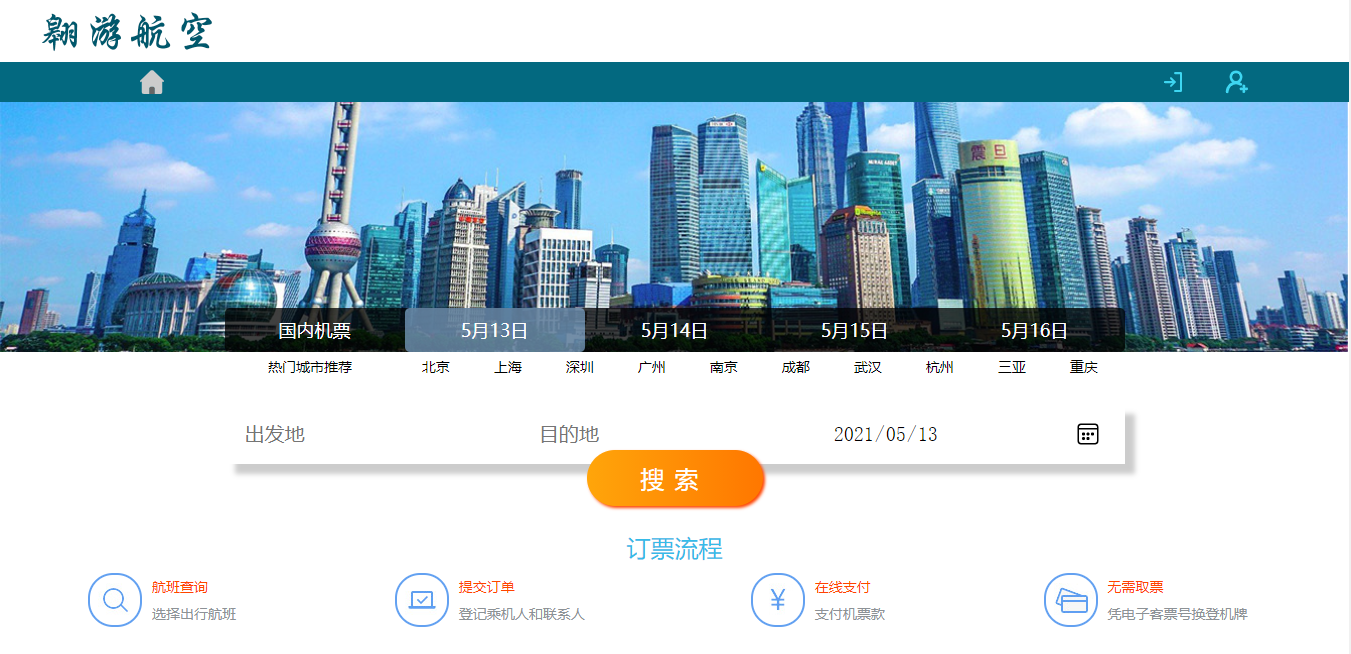 翱游航空
震旦
国内机票 5月13日 5月14日 5月15日 5月16日
热门城市推荐 北京 上海 深圳 广州 南京 成都 武汉 杭州 三亚 重庆
出发地 目的地 2021/05/13
搜 索
订票流程
航班查询 提交订单 在线支付 无需取票
选择出行航班 登记乘机人和联系人 支付机票款 凭电子客票号换登机牌